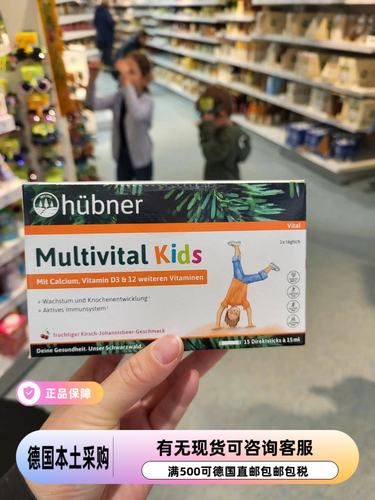 hübner
Vital
Multivital Kids
1x täglich
Mit Calcium, Vitamin D3 & 12 weiteren Vitaminen
+ Wachstum und Knochenentwicklung¹
+ Aktives Immunsystem²
fruchtiger Kirsch-Johannisbeer-Geschmack
Deine Gesundheit. Unser Schwarzwald.
15 Direktsticks à 15 ml
正品保障
德国本土采购
有无现货可咨询客服
满500可德国直邮包邮包税